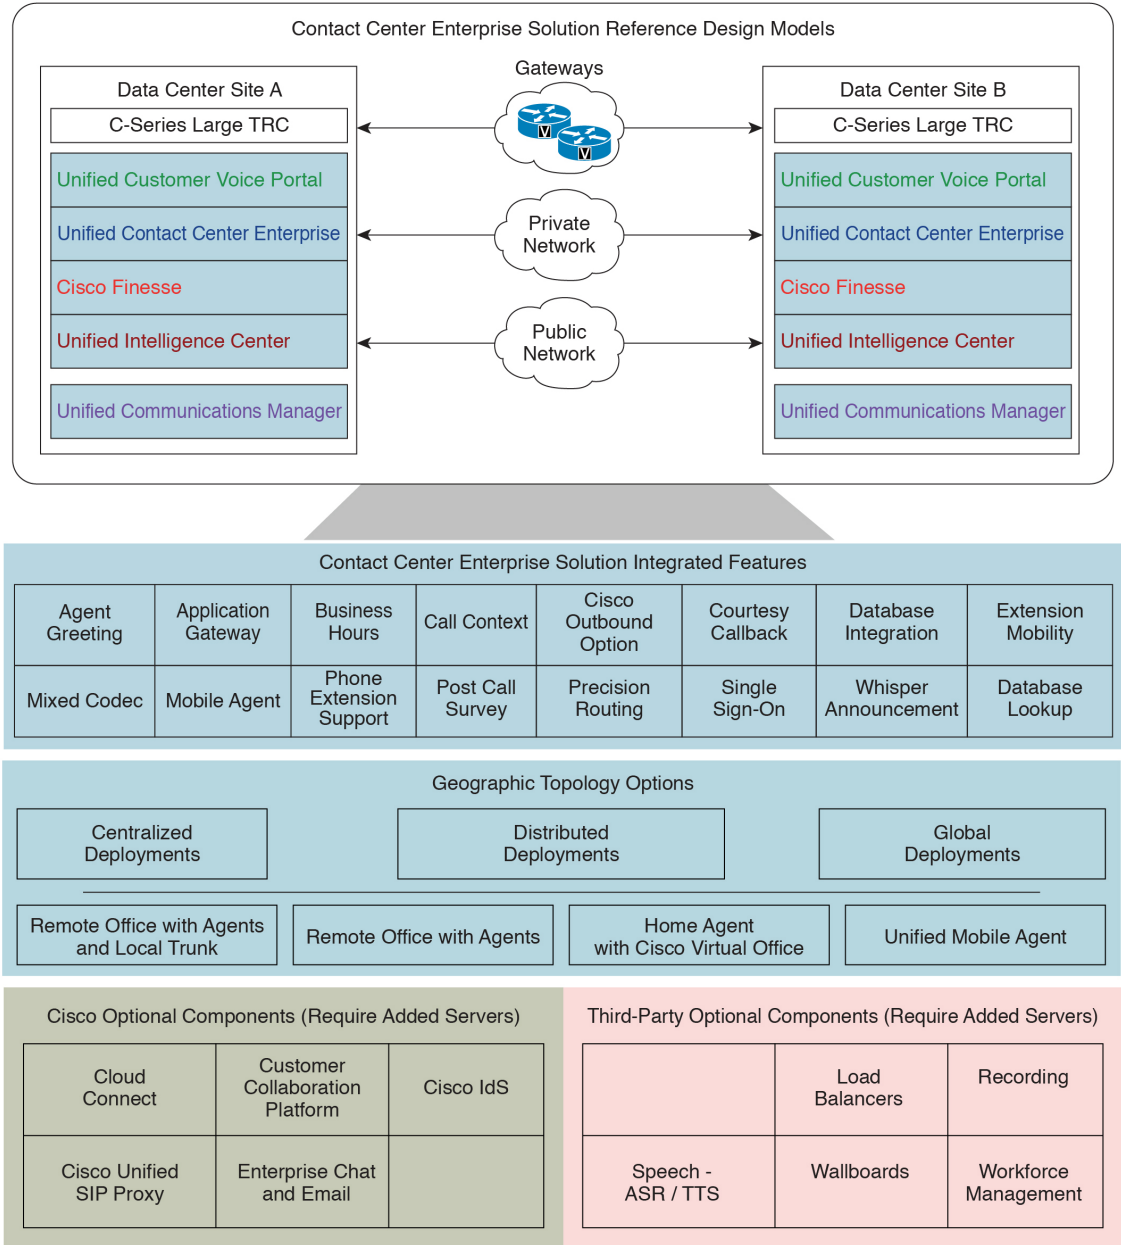 Contact Center Enterprise Solution Reference Design Models
Gateways
Data Center Site A
C-Series Large TRC
Unified Customer Voice Portal
Unified Contact Center Enterprise
Cisco Finesse
Unified Intelligence Center
Unified Communications Manager
V
V
Private
Network
Public
Network
Data Center Site B
C-Series Large TRC
Unified Customer Voice Portal
Unified Contact Center Enterprise
Cisco Finesse
Unified Intelligence Center
Unified Communications Manager
Contact Center Enterprise Solution Integrated Features
Agent
Greeting
Application
Gateway
Business
Hours
Call Context
Cisco
Outbound
Option
Courtesy
Callback
Database
Integration
Extension
Mobility
Mixed Codec
Mobile Agent
Phone
Extension
Support
Post Call
Survey
Precision
Routing
Single
Sign-On
Whisper
Announcement
Database
Lookup
Geographic Topology Options
Centralized
Deployments
Distributed
Deployments
Global
Deployments
Remote Office with Agents
and Local Trunk
Remote Office with Agents
Home Agent
with Cisco Virtual Office
Unified Mobile Agent
Cisco Optional Components (Require Added Servers)
Cloud
Connect
Customer
Collaboration
Platform
Cisco IdS
Cisco Unified
SIP Proxy
Enterprise Chat
and Email
Third-Party Optional Components (Require Added Servers)
Load
Balancers
Recording
Speech -
ASR / TTS
Wallboards
Workforce
Management